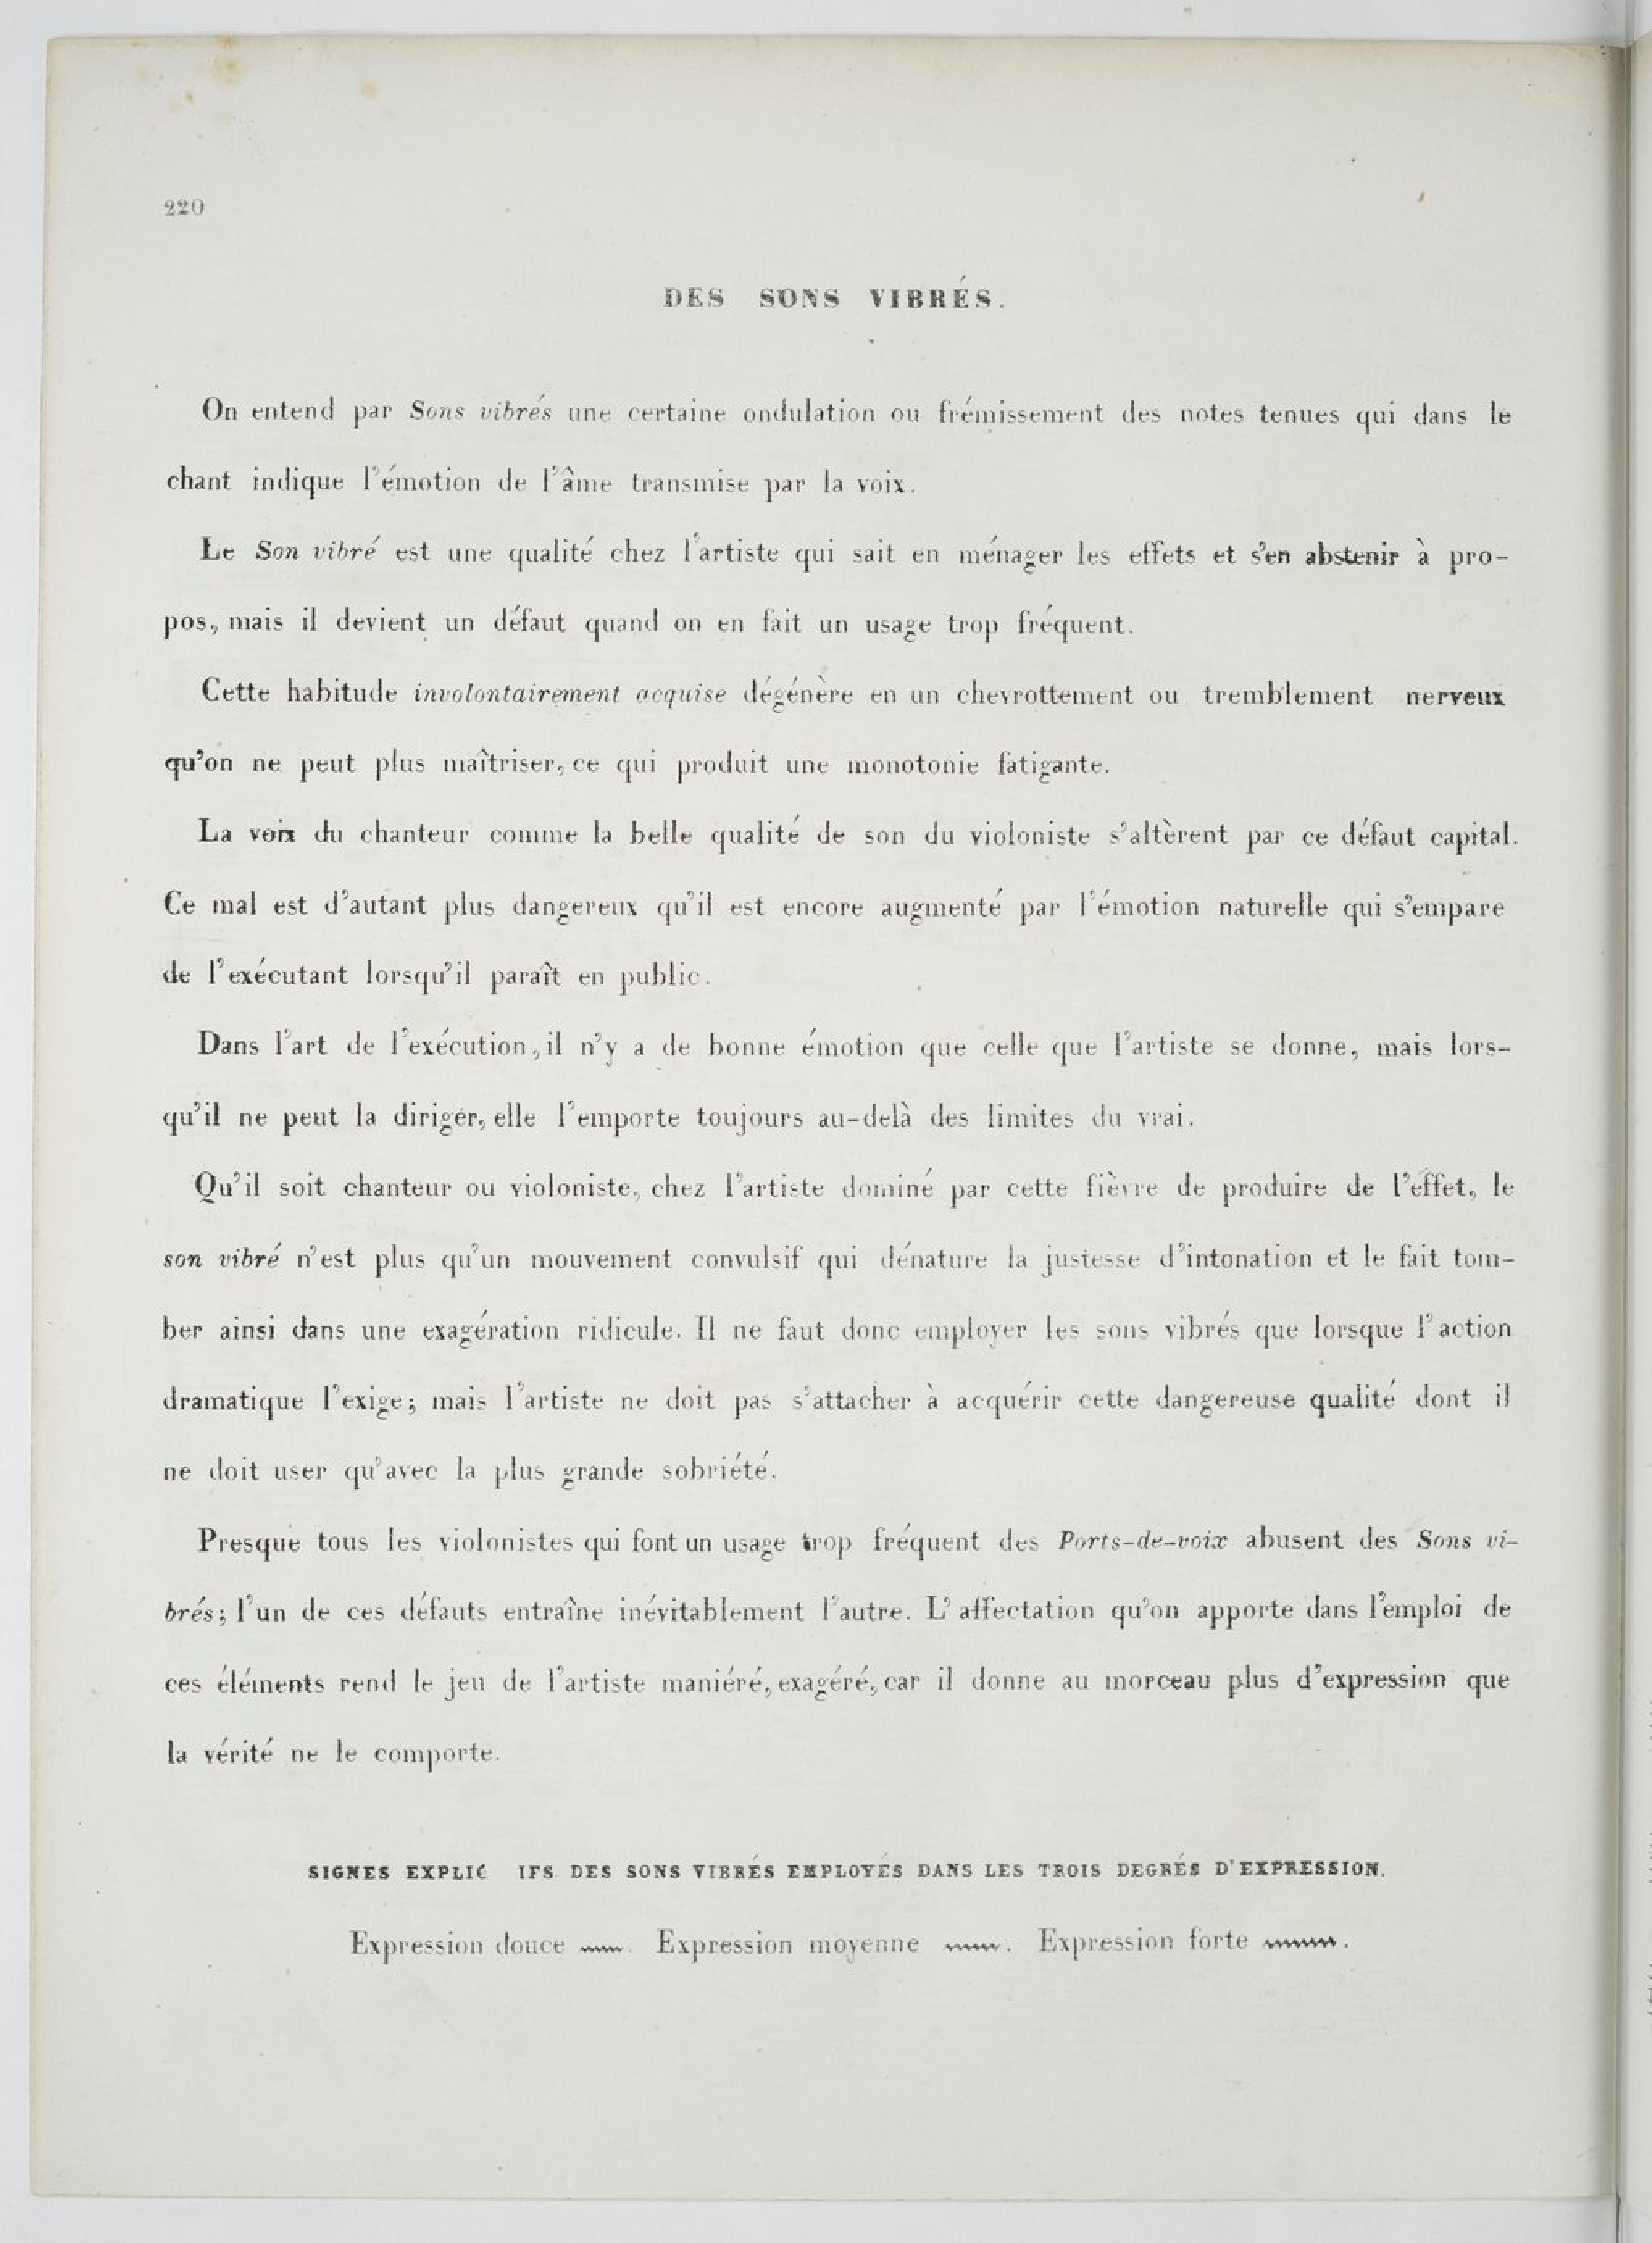 220
DES SONS VIBRÉS.
On entend par Sons vibrés une certaine ondulation ou frémissement des notes tenues qui dans le
chant indique l'émotion de l'âme transmise par la voix.
Le Son vibré est une qualité chez l'artiste qui sait en ménager les effets et s'en abstenir à pro-
pos, mais il devient un défaut quand on en fait un usage trop fréquent.
Cette habitude involontairement acquise dégénère en un chevrottement ou tremblement nerveux
qu'on ne peut plus maîtriser, ce qui produit une monotonie fatigante.
La voix du chanteur comme la belle qualité de son du violoniste s'altèrent par ce défaut capital.
Ce mal est d'autant plus dangereux qu'il est encore augmenté par l'émotion naturelle qui s'empare
de l'exécutant lorsqu'il paraît en public.
Dans l'art de l'exécution, il n'y a de bonne émotion que celle que l'artiste se donne, mais lors-
qu'il ne peut la diriger, elle l'emporte toujours au-delà des limites du vrai.
Qu'il soit chanteur ou violoniste, chez l'artiste dominé par cette fièvre de produire de l'effet, le
son vibré n'est plus qu'un mouvement convulsif qui dénature la justesse d'intonation et le fait tom-
ber ainsi dans une exagération ridicule. Il ne faut donc employer les sons vibrés que lorsque l'action
dramatique l'exige; mais l'artiste ne doit pas s'attacher à acquérir cette dangereuse qualité dont il
ne doit user qu'avec la plus grande sobriété.
Presque tous les violonistes qui font un usage trop fréquent des Ports-de-voix abusent des Sons vi-
brés; l'un de ces défauts entraîne inévitablement l'autre. L'affectation qu'on apporte dans l'emploi de
ces éléments rend le jeu de l'artiste maniéré, exagéré, car il donne au morceau plus d'expression que
la vérité ne le comporte.
SIGNES EXPLIC IFS DES SONS VIBRÉS EMPLOYÉS DANS LES TROIS DEGRÉS D'EXPRESSION.
Expression douce . Expression moyenne . Expression forte .